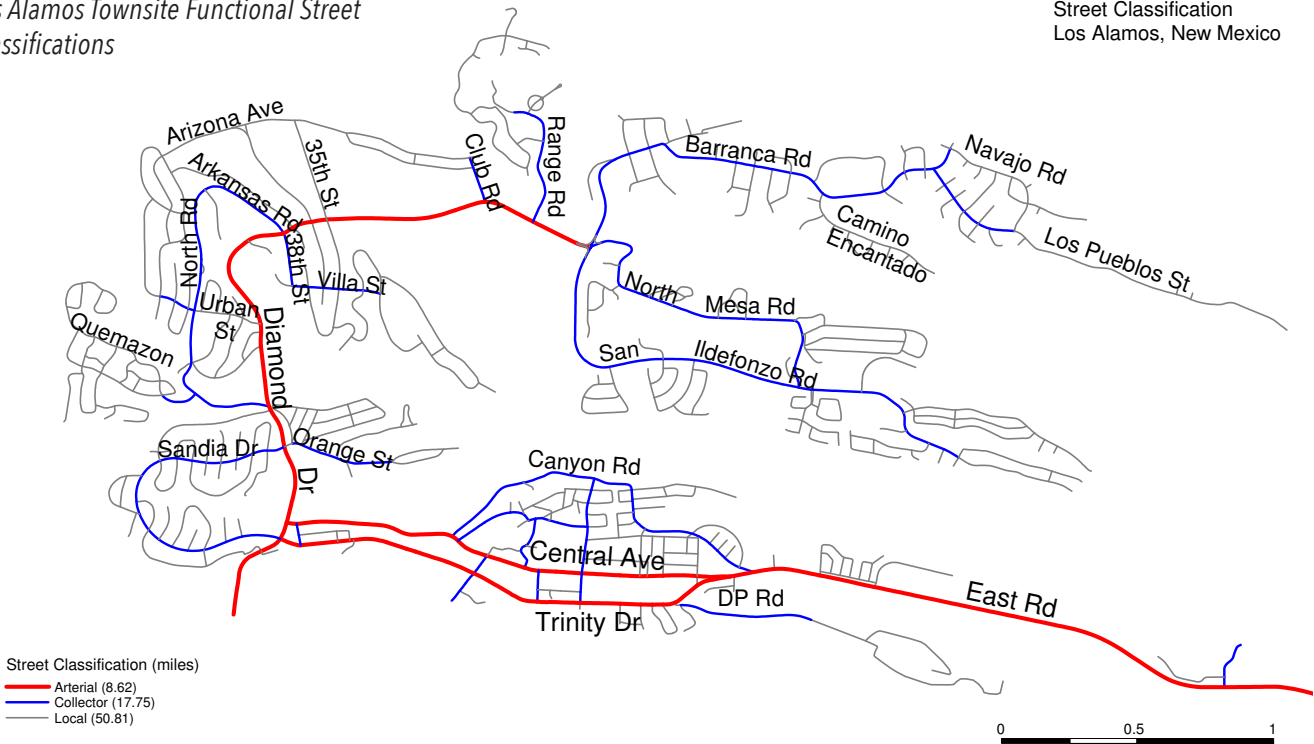 Alamos Townsite Functional Street
Street Classification
Los Alamos, New Mexico
Arizona Ave
35th St
Club Rd
Range Rd
Barranca Rd
Navajo Rd
Arkansas Rd
North Rd
38th St
Villa St
Camino
Encantado
Los Pueblos St
Urban
St
Quemazon
Diamond
Dr
North
Mesa Rd
San
Ildefonzo Rd
Sandia Dr
Orange St
Canyon Rd
Central Ave
Trinity Dr
DP Rd
East Rd
Street Classification (miles)
Arterial (8.62)
Collector (17.75)
Local (50.81)
0 0.5 1